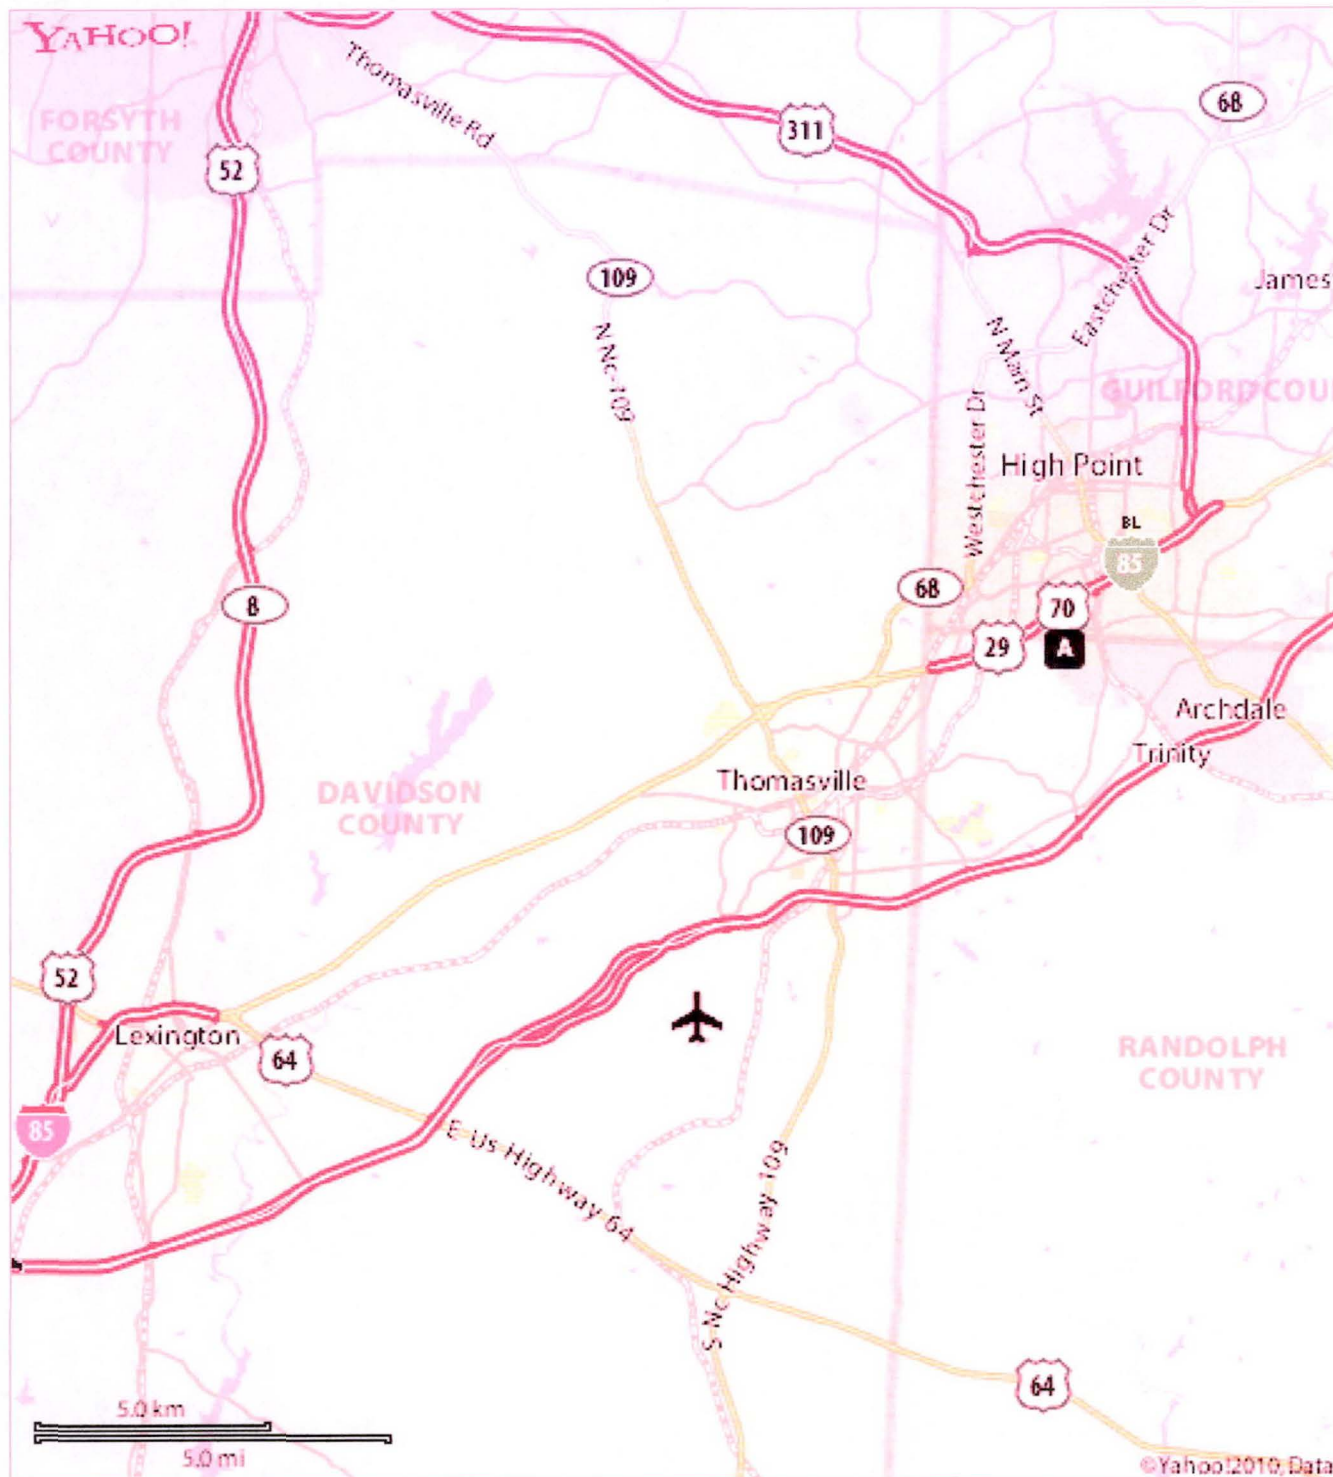 YAHOO!
Thomasville Rd
68
FORSYTH
COUNTY
311
52
Eastchester Dr
109
James
N Main St
N Nc-109
GUILFORD COU
Westchester Dr
High Point
BL
85
68
70
8
29
A
Archdale
Trinity
Thomasville
DAVIDSON
COUNTY
109
52
Lexington
64
RANDOLPH
COUNTY
85
E Us Highway 64
S Nc Highway 109
64
5.0 km
5.0 mi
©Yahoo!2010, Data